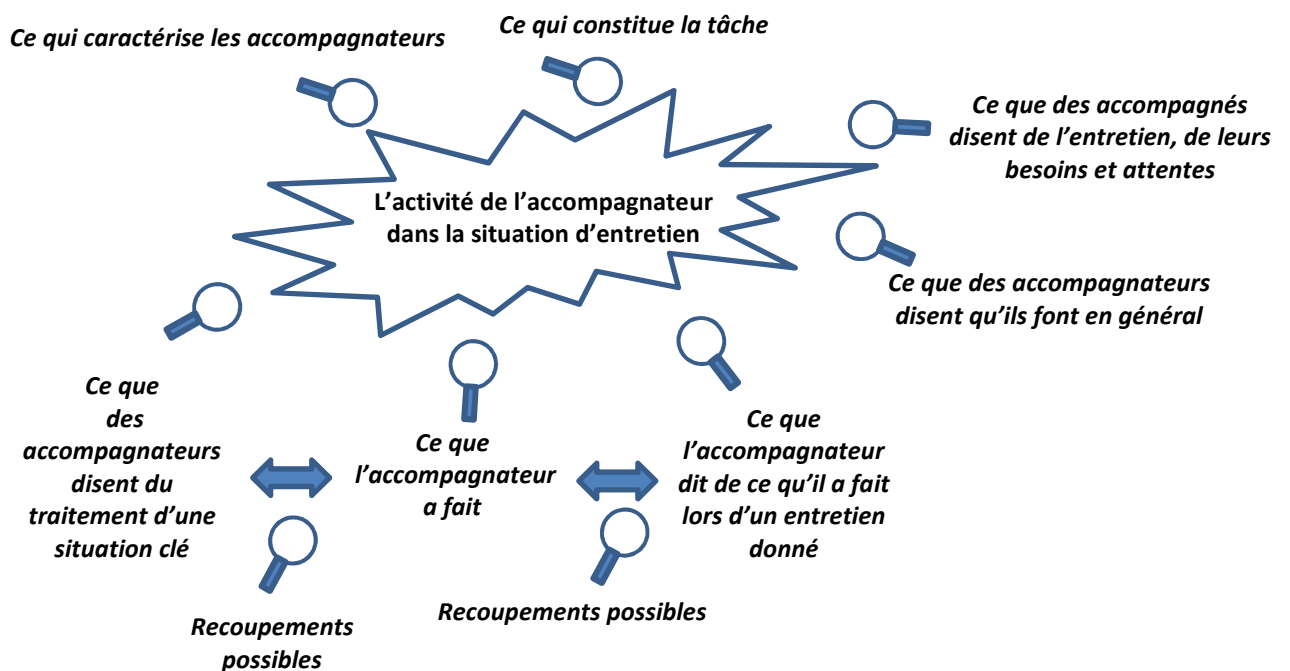 Ce qui caractérise les accompagnateurs
Ce qui constitue la tâche
Ce que des accompagnés
disent de l’entretien, de leurs
besoins et attentes
L’activité de l’accompagnateur
dans la situation d’entretien
Ce que des accompagnateurs
disent qu’ils font en général
Ce que
des
accompagnateurs
disent du
traitement d’une
situation clé
Ce que
l’accompagnateur
a fait
Ce que
l’accompagnateur
dit de ce qu’il a fait
lors d’un entretien
donné
Recoupements
possibles
Recoupements possibles